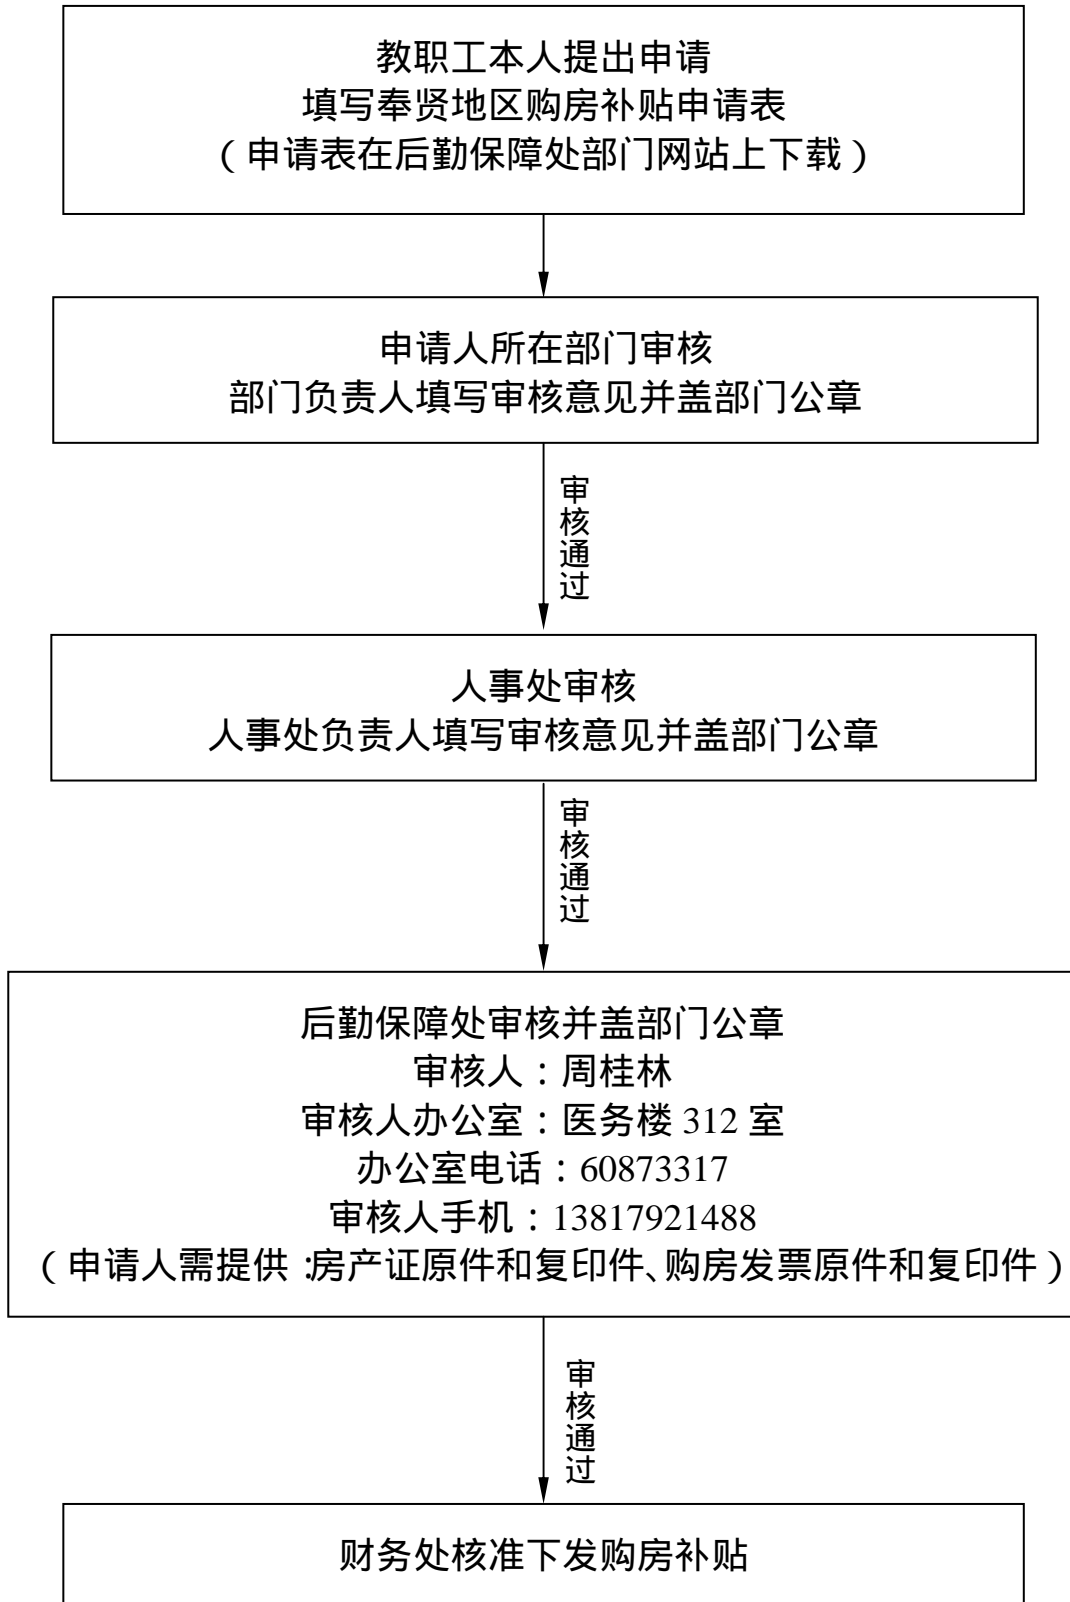 教职工本人提出申请
填写奉贤地区购房补贴申请表
（申请表在后勤保障处部门网站上下载）
申请人所在部门审核
部门负责人填写审核意见并盖部门公章
审核通过
人事处审核
人事处负责人填写审核意见并盖部门公章
审核通过
后勤保障处审核并盖部门公章
审核人：周桂林
审核人办公室：医务楼 312 室
办公室电话：60873317
审核人手机：13817921488
（申请人需提供：房产证原件和复印件、购房发票原件和复印件）
审核通过
财务处核准下发购房补贴